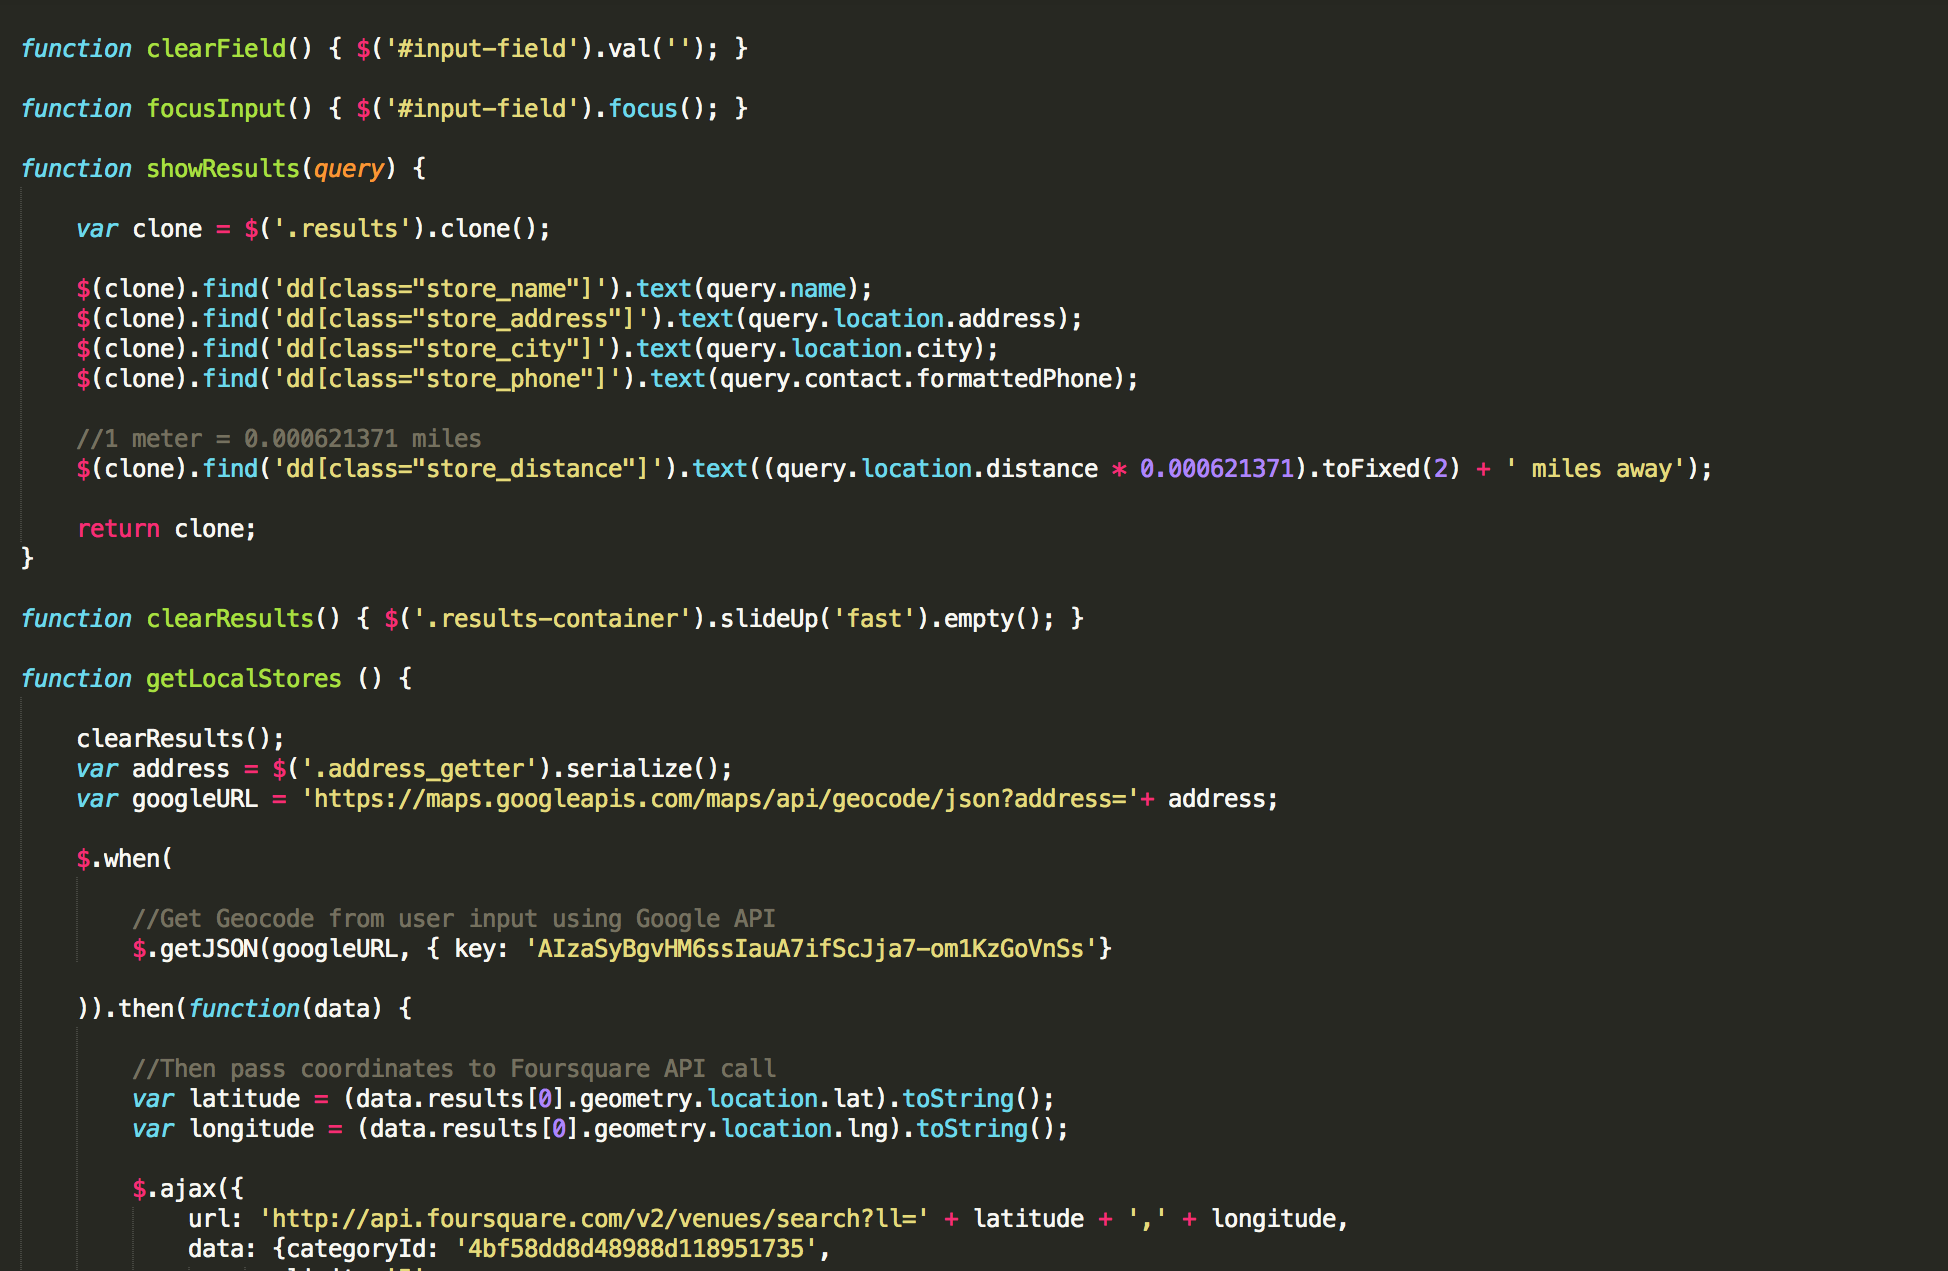 function clearField() { $('#input-field').val(''); }
function focusInput() { $('#input-field').focus(); }
function showResults(query) {
var clone = $('.results').clone();
$(clone).find('dd[class="store_name"]').text(query.name);
$(clone).find('dd[class="store_address"]').text(query.location.address);
$(clone).find('dd[class="store_city"]').text(query.location.city);
$(clone).find('dd[class="store_phone"]').text(query.contact.formattedPhone);
//1 meter = 0.000621371 miles
$(clone).find('dd[class="store_distance"]').text((query.location.distance * 0.000621371).toFixed(2) + ' miles away');
return clone;
}
function clearResults() { $('.results-container').slideUp('fast').empty(); }
function getLocalStores () {
clearResults();
var address = $('.address_getter').serialize();
var googleURL = 'https://maps.googleapis.com/maps/api/geocode/json?address='+ address;
$.when(
//Get Geocode from user input using Google API
$.getJSON(googleURL, { key: 'AIzaSyBgvHM6ssIauA7ifScJja7-om1KzGoVnSs'}
)).then(function(data) {
//Then pass coordinates to Foursquare API call
var latitude = (data.results[0].geometry.location.lat).toString();
var longitude = (data.results[0].geometry.location.lng).toString();
$.ajax({
url: 'http://api.foursquare.com/v2/venues/search?ll=' + latitude + ',' + longitude,
data: {categoryId: '4bf58dd8d48988d118951735',